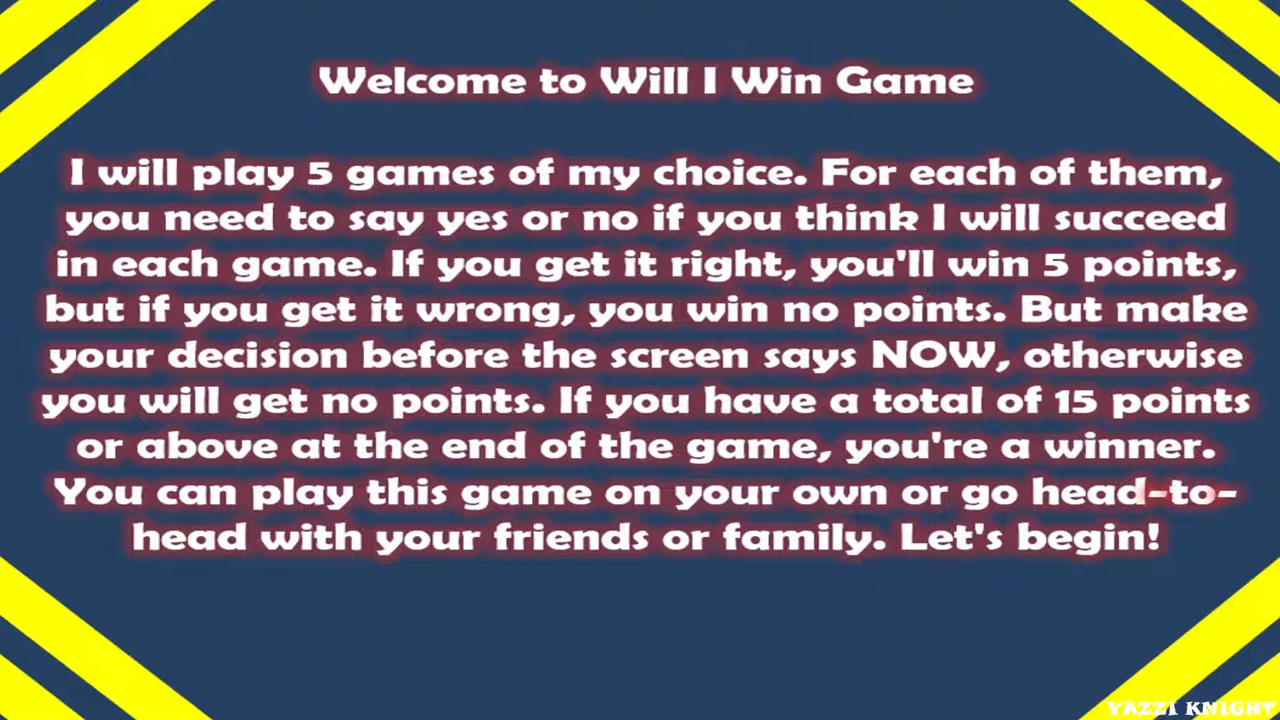 Welcome to Will I Win Game
I will play 5 games of my choice. For each of them,
you need to say yes or no if you think I will succeed
in each game. If you get it right, you'll win 5 points,
but if you get it wrong, you win no points. But make
your decision before the screen says NOW, otherwise
you will get no points. If you have a total of 15 points
or above at the end of the game, you're a winner.
You can play this game on your own or go head-to-
head with your friends or family. Let's begin!
YAZZI KNIGHT